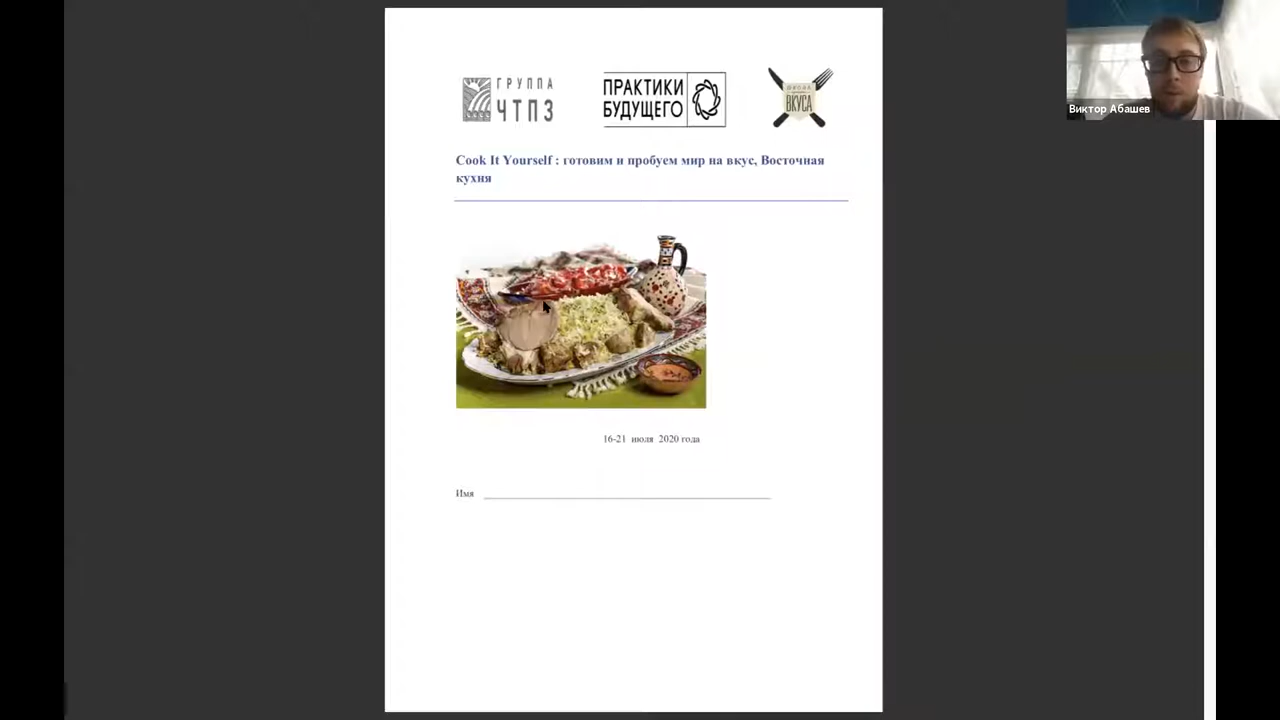 ГРУППА
ЧТПЗ
ПРАКТИКИ
БУДУЩЕГО
ШКОЛА
ВКУСА
Виктор Абашев
Cook It Yourself : готовим и пробуем мир на вкус, Восточная
кухня
16-21 июля 2020 года
Имя